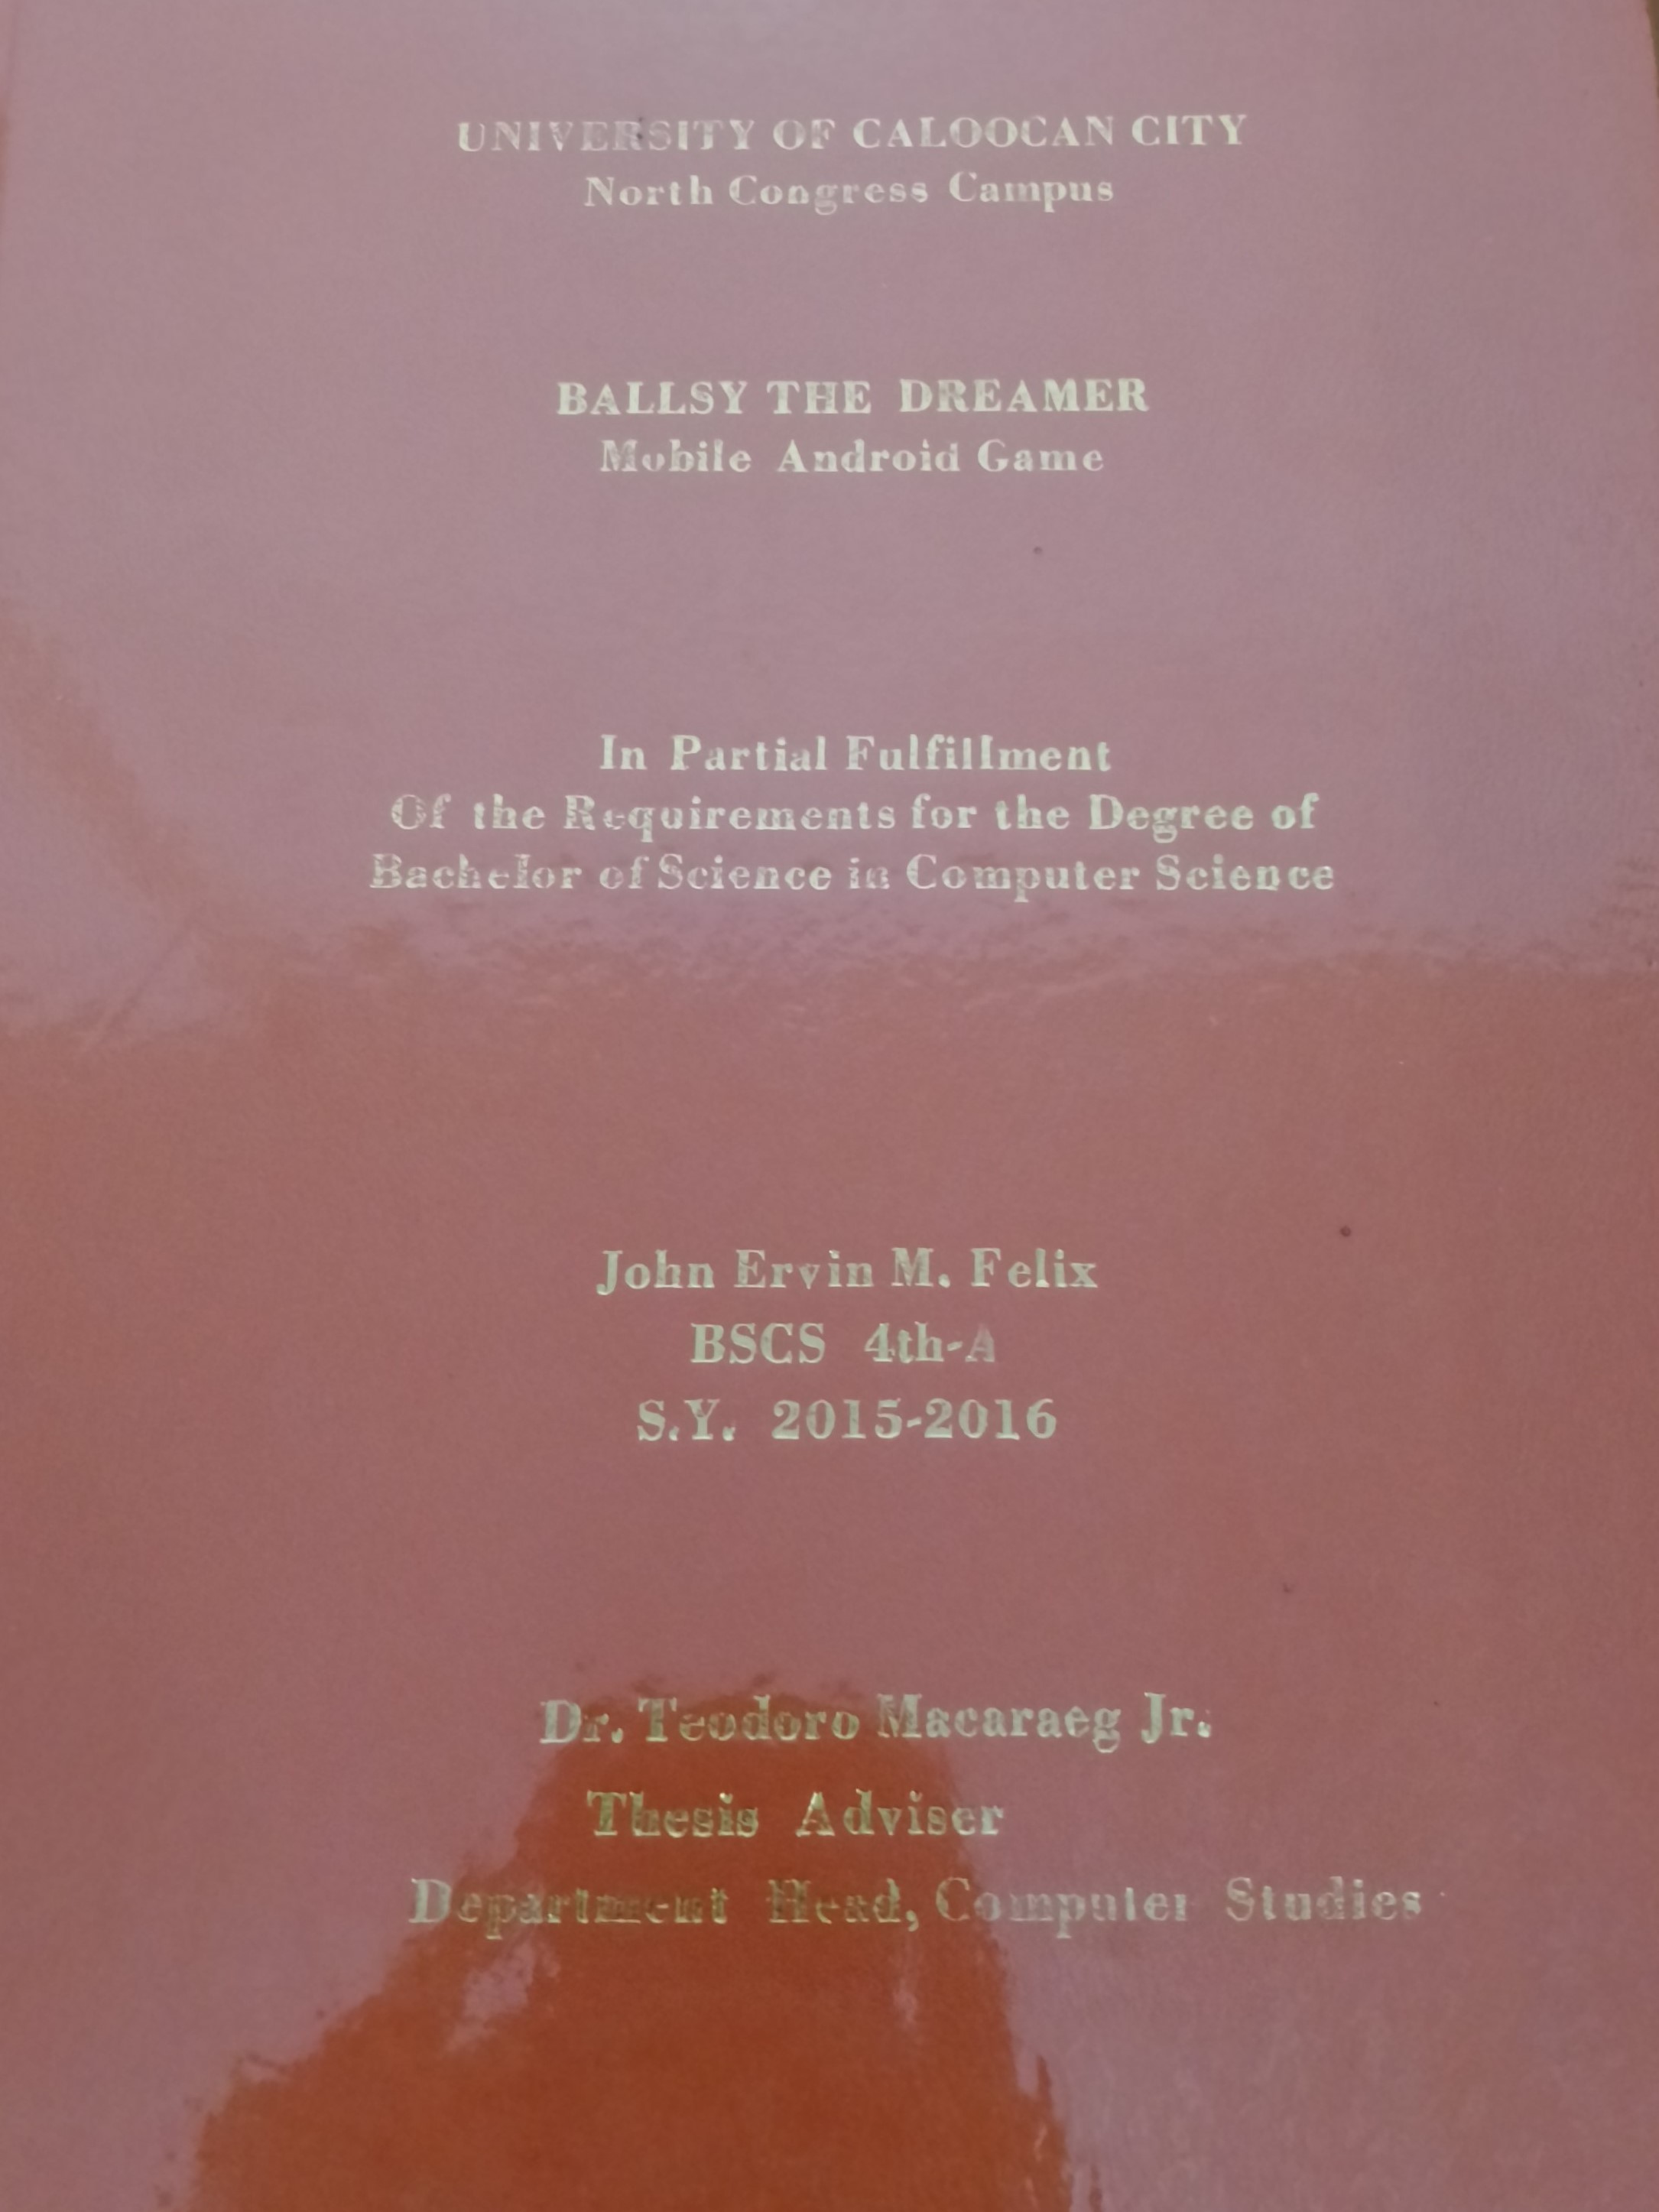 UNIVERSITY OF CALOOCAN CITY
North Congress Campus
BALLSY THE DREAMER
Mobile Android Game
In Partial Fulfillment
Of the Requirements for the Degree of
Bachelor of Science in Computer Science
John Ervin M. Felix
BSCS 4th-A
S.Y. 2015-2016
Dr. Teodoro Macaraeg Jr.
Thesis Adviser
Department Head, Computer Studies